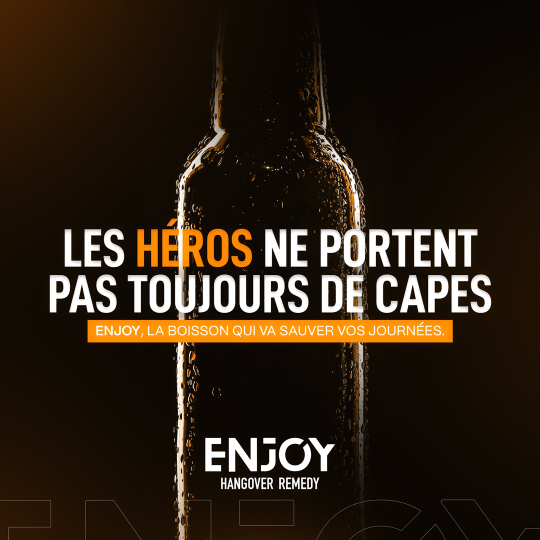 LES HÉROS NE PORTENT
PAS TOUJOURS DE CAPES
ENJOY, LA BOISSON QUI VA SAUVER VOS JOURNÉES.
ENJOY
HANGOVER REMEDY
ENJOY